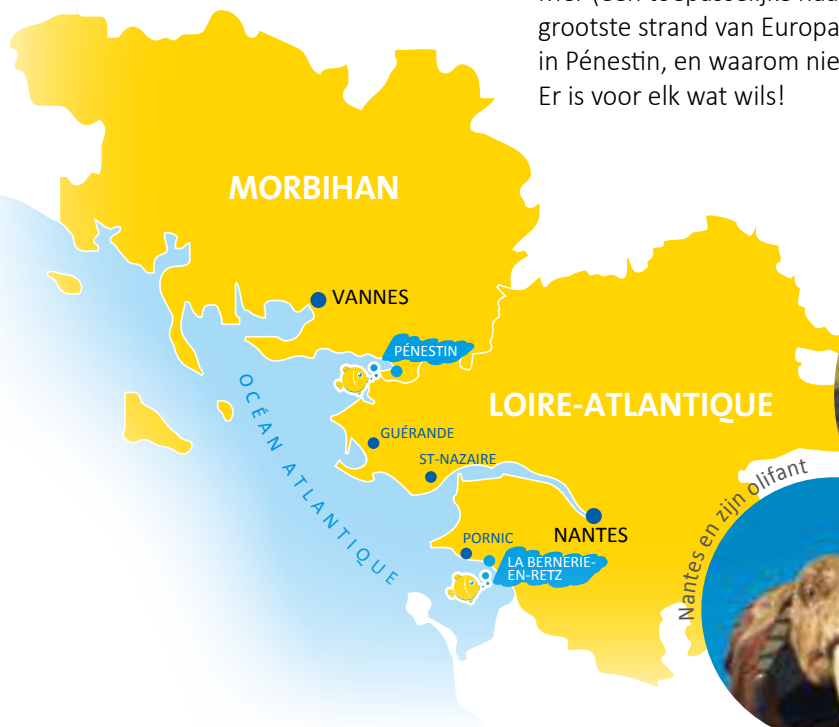 grootste strand van Europa
in Pénestin, en waarom nie
Er is voor elk wat wils!
MORBIHAN
VANNES
PÉNESTIN
LOIRE-ATLANTIQUE
OCÉAN ATLANTIQUE
GUÉRANDE
ST-NAZAIRE
Nantes en zijn olifant
NANTES
PORNIC
LA BERNERIE-
EN-RETZ